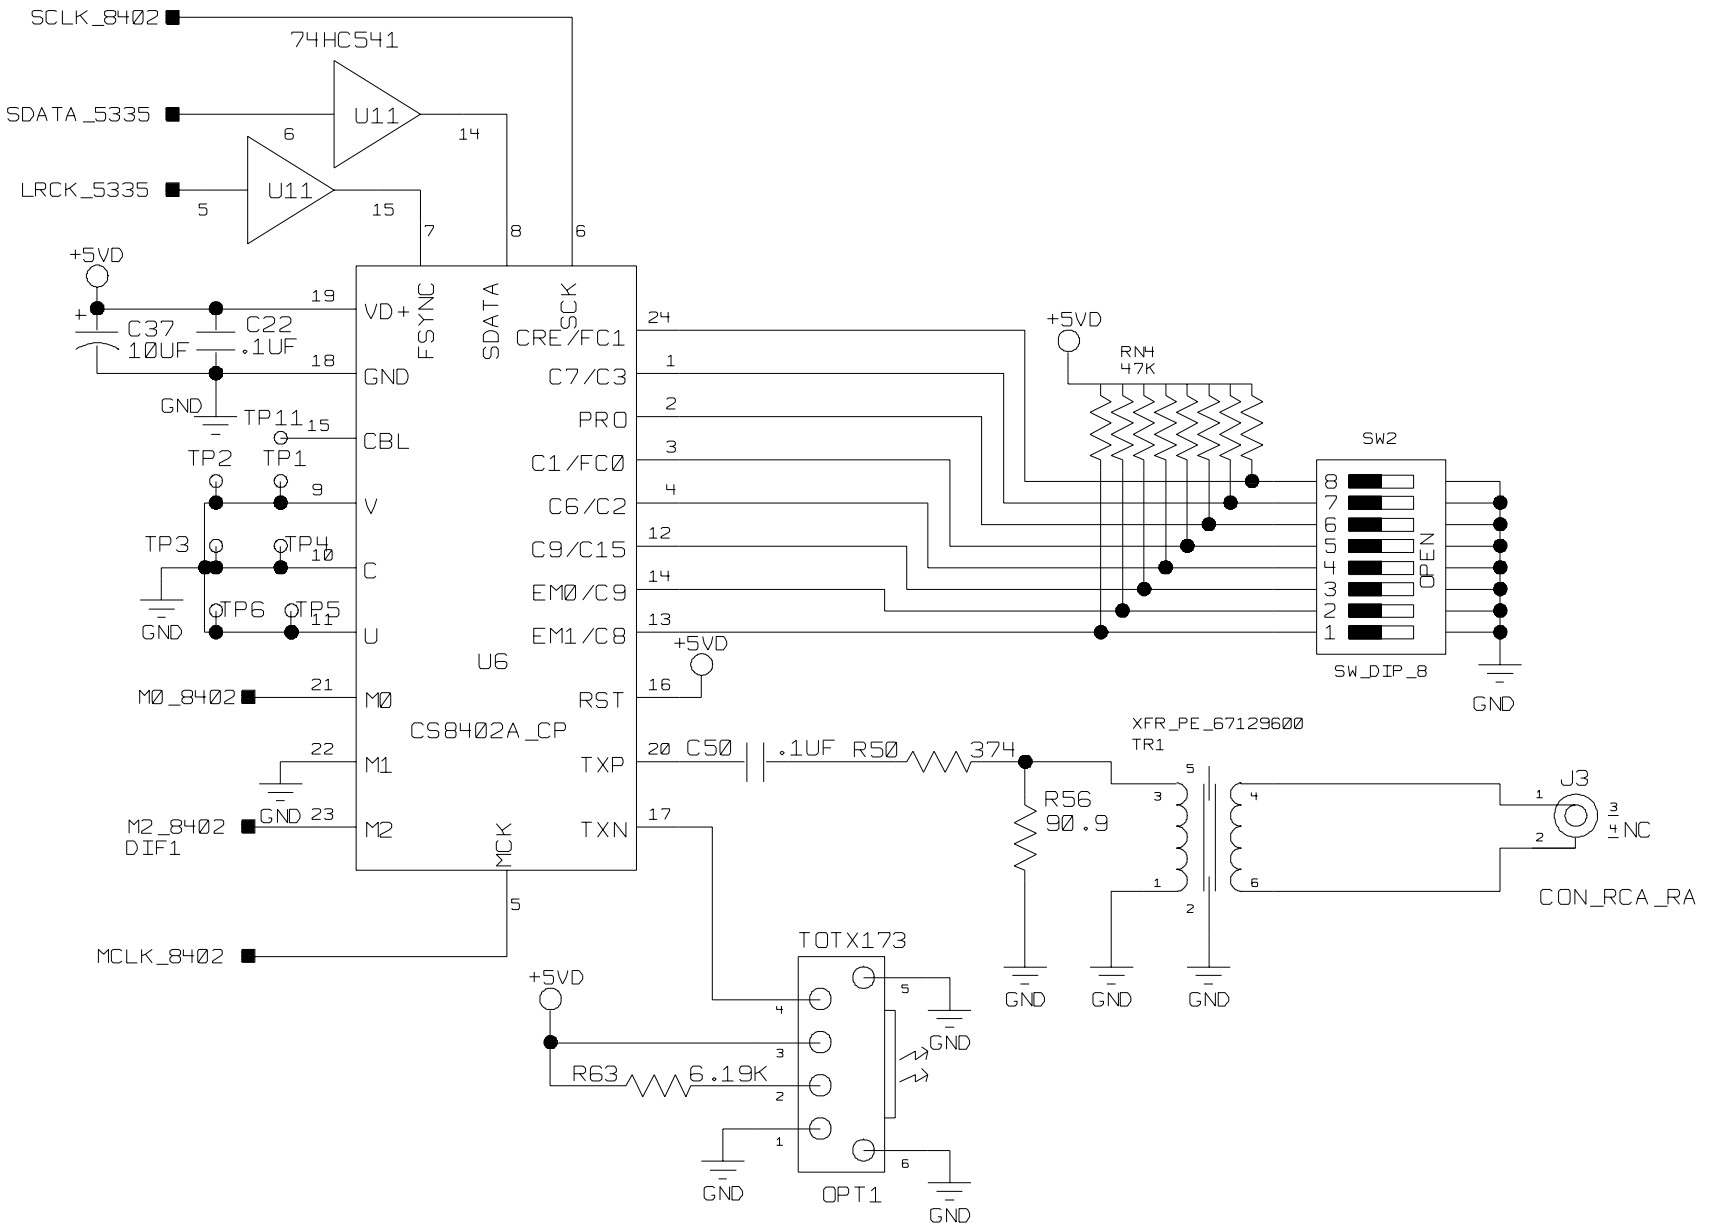 SCLK_8402
74HC541
SDATA_5335
U11
6
14
LRCK_5335
U11
5
15
7
8
6
+5VD
19
VD+
FSYNC
SDATA
SCK
+
C37
10UF
C22
.1UF
18
GND
GND
TP11
15
CBL
TP2
TP1
9
V
TP3
TP4
10
C
GND
TP6
TP5
11
U
U6
CS8402A_CP
M0_8402
21
M0
22
M1
GND
M2_8402
DIF1
23
M2
MCK
5
MCLK_8402
CRE/FC1
24
C7/C3
1
PRO
2
C1/FC0
3
C6/C2
4
C9/C15
12
EM0/C9
14
EM1/C8
13
RST
16
+5VD
TXP
20
TXN
17
+5VD
RN4
47K
SW2
8
7
6
5
4
3
2
1
OPEN
SW_DIP_8
GND
C50
.1UF
R50
374
R56
90.9
GND
XFR_PE_67129600
TR1
5
3
4
1
6
2
GND
GND
J3
1
2
3
4
NC
CON_RCA_RA
TOTX173
+5VD
4
5
GND
3
R63
6.19K
2
1
6
GND
OPT1
GND